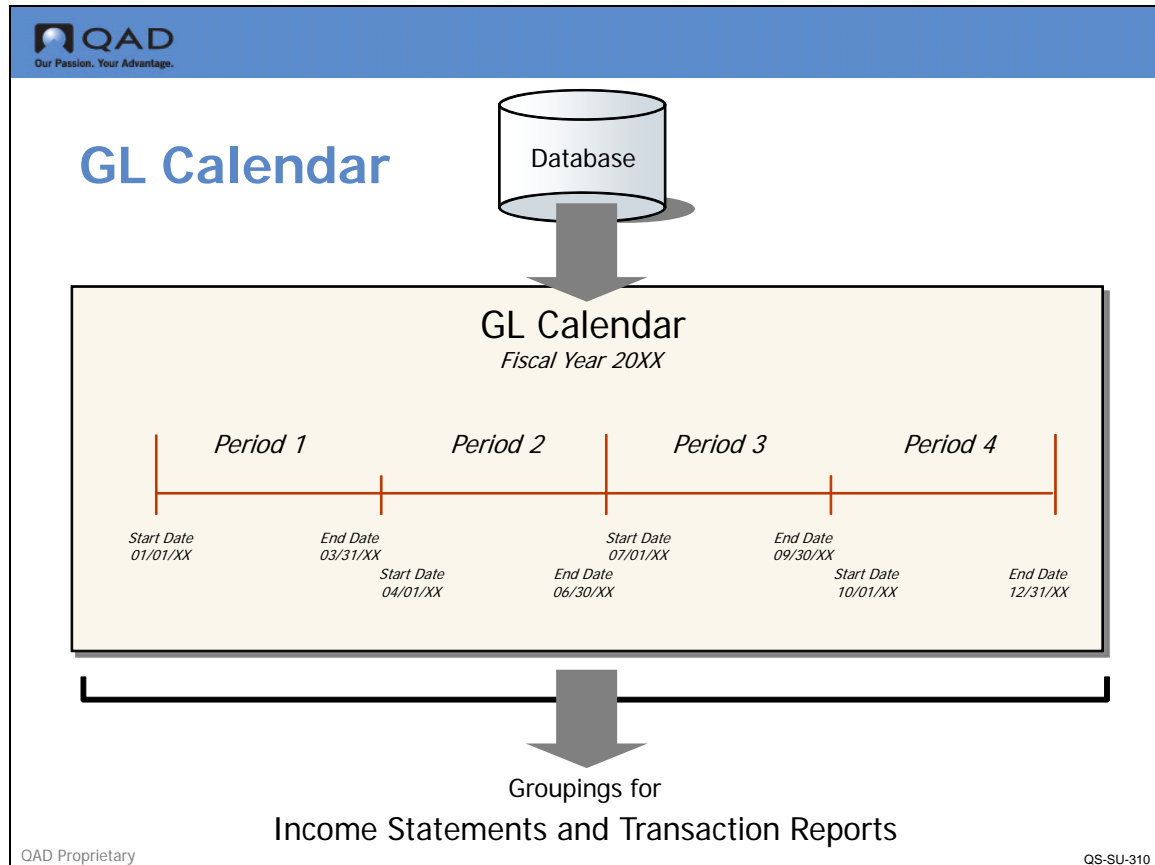 QAD
Our Passion. Your Advantage.
GL Calendar
Database
GL Calendar
Fiscal Year 20XX
Period 1 Period 2 Period 3 Period 4
Start Date
01/01/XX
End Date
03/31/XX
Start Date
04/01/XX
End Date
06/30/XX
Start Date
07/01/XX
End Date
09/30/XX
Start Date
10/01/XX
End Date
12/31/XX
Groupings for
Income Statements and Transaction Reports
QAD Proprietary
QS-SU-310